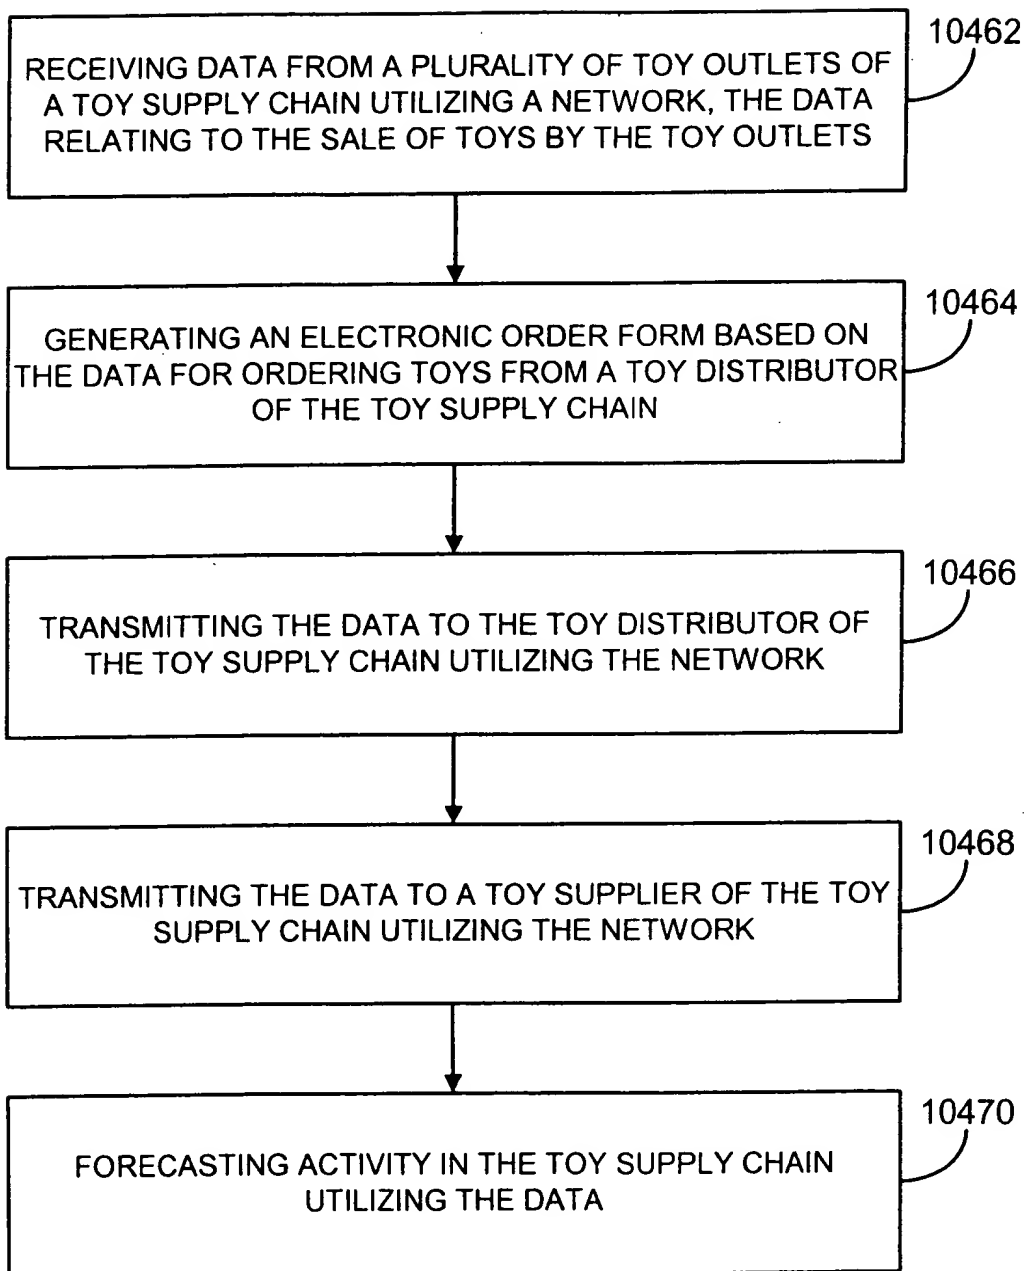 10462
RECEIVING DATA FROM A PLURALITY OF TOY OUTLETS OF
A TOY SUPPLY CHAIN UTILIZING A NETWORK, THE DATA
RELATING TO THE SALE OF TOYS BY THE TOY OUTLETS
10464
GENERATING AN ELECTRONIC ORDER FORM BASED ON
THE DATA FOR ORDERING TOYS FROM A TOY DISTRIBUTOR
OF THE TOY SUPPLY CHAIN
10466
TRANSMITTING THE DATA TO THE TOY DISTRIBUTOR OF
THE TOY SUPPLY CHAIN UTILIZING THE NETWORK
10468
TRANSMITTING THE DATA TO A TOY SUPPLIER OF THE TOY
SUPPLY CHAIN UTILIZING THE NETWORK
10470
FORECASTING ACTIVITY IN THE TOY SUPPLY CHAIN
UTILIZING THE DATA